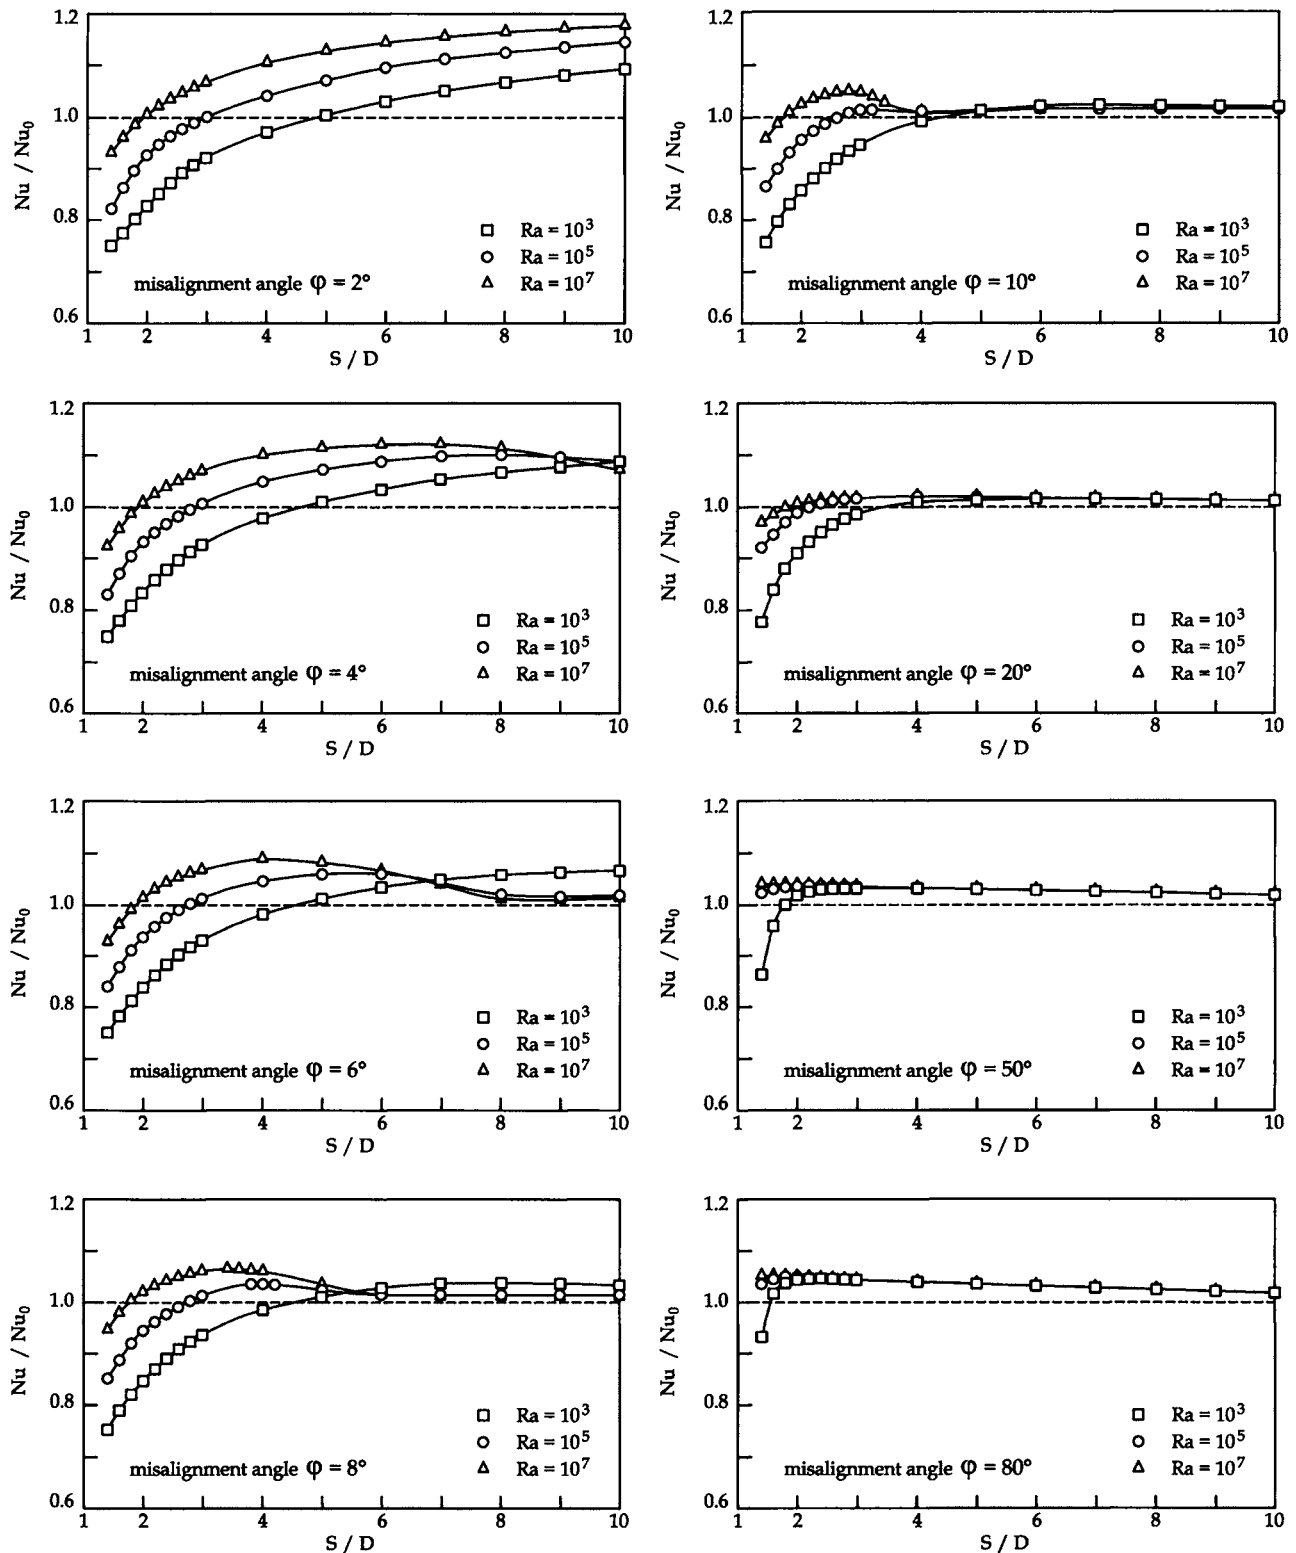 1.2
1.0
0.8
0.6
Nu / Nu0
Ra = 10^3
Ra = 10^5
Ra = 10^7
misalignment angle φ = 2°
1 2 4 6 8 10
S / D
1.2
1.0
0.8
0.6
Nu / Nu0
Ra = 10^3
Ra = 10^5
Ra = 10^7
misalignment angle φ = 10°
1 2 4 6 8 10
S / D
1.2
1.0
0.8
0.6
Nu / Nu0
Ra = 10^3
Ra = 10^5
Ra = 10^7
misalignment angle φ = 4°
1 2 4 6 8 10
S / D
1.2
1.0
0.8
0.6
Nu / Nu0
Ra = 10^3
Ra = 10^5
Ra = 10^7
misalignment angle φ = 20°
1 2 4 6 8 10
S / D
1.2
1.0
0.8
0.6
Nu / Nu0
Ra = 10^3
Ra = 10^5
Ra = 10^7
misalignment angle φ = 6°
1 2 4 6 8 10
S / D
1.2
1.0
0.8
0.6
Nu / Nu0
Ra = 10^3
Ra = 10^5
Ra = 10^7
misalignment angle φ = 50°
1 2 4 6 8 10
S / D
1.2
1.0
0.8
0.6
Nu / Nu0
Ra = 10^3
Ra = 10^5
Ra = 10^7
misalignment angle φ = 8°
1 2 4 6 8 10
S / D
1.2
1.0
0.8
0.6
Nu / Nu0
Ra = 10^3
Ra = 10^5
Ra = 10^7
misalignment angle φ = 80°
1 2 4 6 8 10
S / D